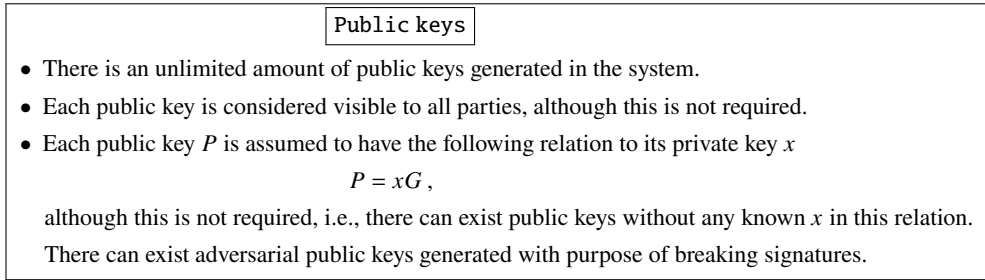 Public keys
• There is an unlimited amount of public keys generated in the system.
• Each public key is considered visible to all parties, although this is not required.
• Each public key P is assumed to have the following relation to its private key x
P = xG ,
although this is not required, i.e., there can exist public keys without any known x in this relation.
There can exist adversarial public keys generated with purpose of breaking signatures.